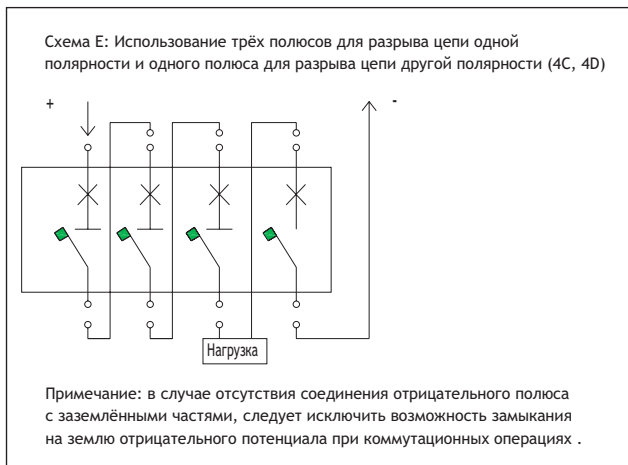 Схема Е: Использование трёх полюсов для разрыва цепи одной
полярности и одного полюса для разрыва цепи другой полярности (4C, 4D)
+ -
Нагрузка
Примечание: в случае отсутствия соединения отрицательного полюса
с заземлёнными частями, следует исключить возможность замыкания
на землю отрицательного потенциала при коммутационных операциях .